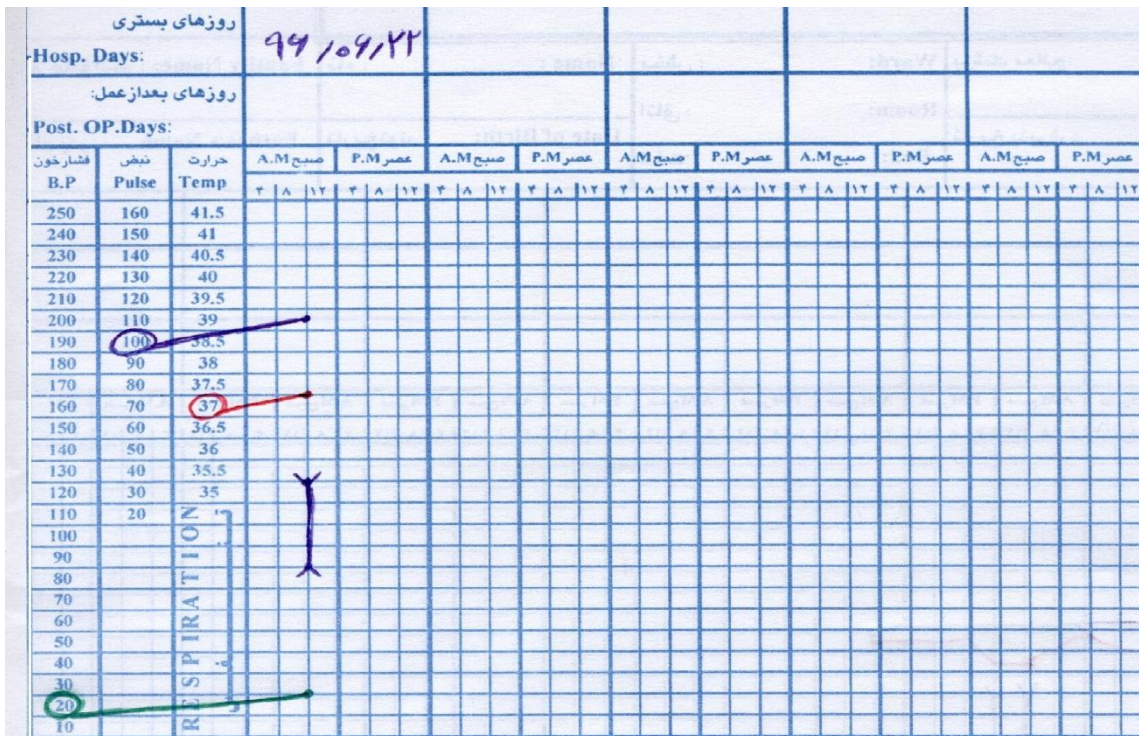 روزهای بستری
Hosp. Days:
روزهای بعدازعمل:
Post. OP.Days:
فشارخون نبض حرارت صبح A.M عصر P.M صبح A.M عصر P.M صبح A.M عصر P.M صبح A.M عصر P.M صبح A.M عصر P.M
B.P Pulse Temp ۴ ۸ ۱۲ ۴ ۸ ۱۲ ۴ ۸ ۱۲ ۴ ۸ ۱۲ ۴ ۸ ۱۲ ۴ ۸ ۱۲ ۴ ۸ ۱۲ ۴ ۸ ۱۲ ۴ ۸ ۱۲ ۴ ۸ ۱۲
250 160 41.5
240 150 41
230 140 40.5
220 130 40
210 120 39.5
200 110 39
190 100 38.5
180 90 38
170 80 37.5
160 70 37
150 60 36.5
140 50 36
130 40 35.5
120 30 35
110 20
100
90
80
70
60
50
40
30
20
10
RESPIRATION